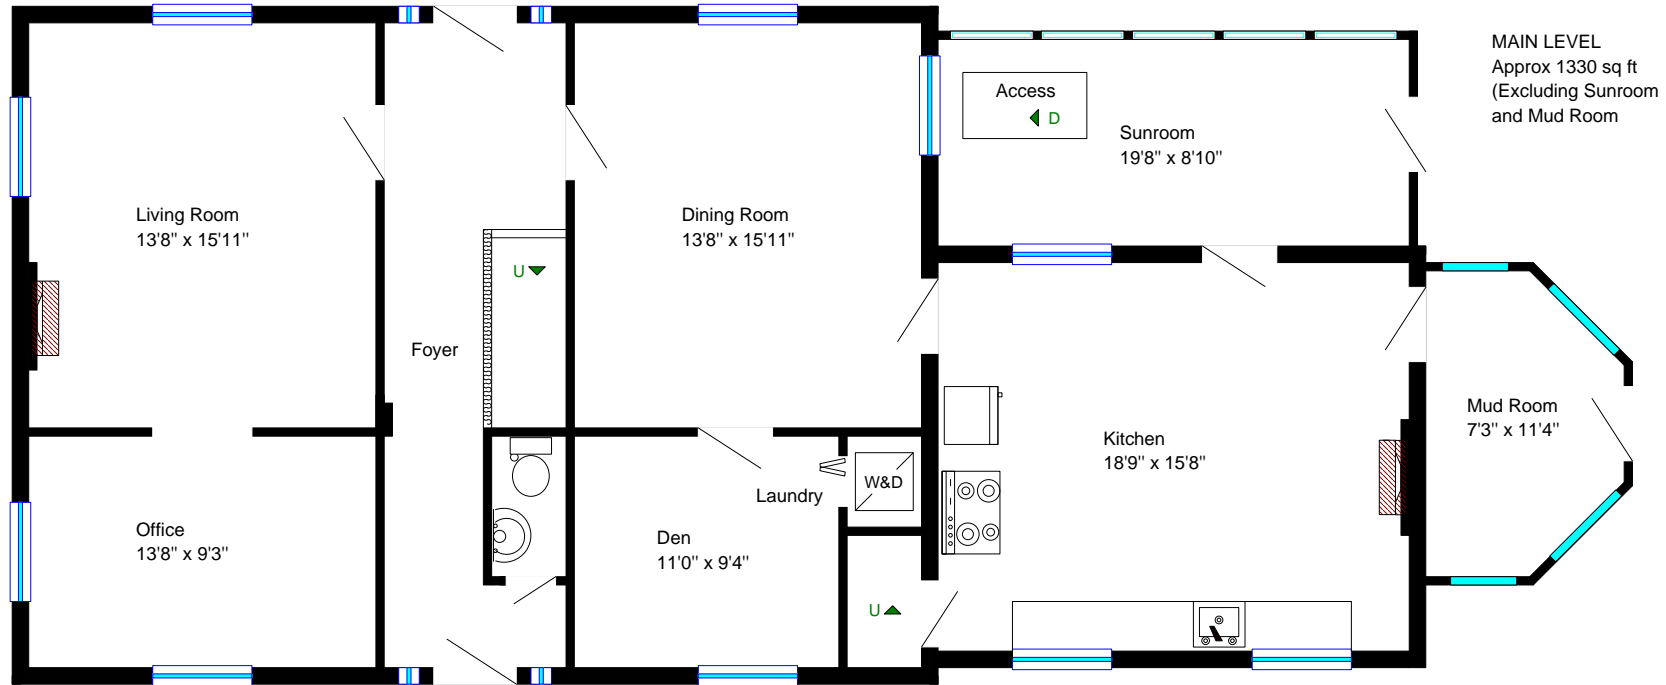 MAIN LEVEL
Approx 1330 sq ft
(Excluding Sunroom
and Mud Room
Access
D
Sunroom
19'8" x 8'10"
Living Room
13'8" x 15'11"
Dining Room
13'8" x 15'11"
U
Foyer
Kitchen
18'9" x 15'8"
Mud Room
7'3" x 11'4"
W&D
Laundry
Office
13'8" x 9'3"
Den
11'0" x 9'4"
U